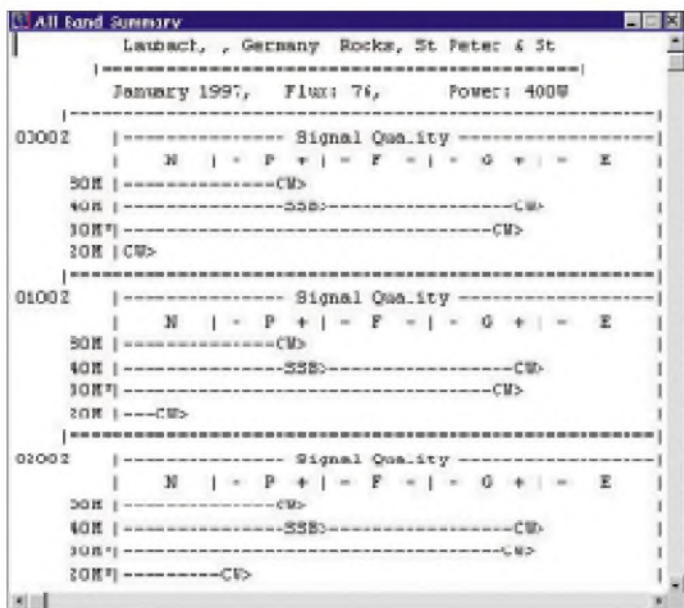 All Band Summary
Laubach, , Germany Rocks, St Peter & St
|-----------------------------------------------|
January 1997, Flux: 76, Power: 400W
|----------------------------------------------------------|
0000Z |---------------- Signal Quality --------------------|
| N | - P + | - F - | - G + | - E |
80M |---------------CW>
40M |----------------SSB>------------------CW>
30M*|------------------------------------CW>
20M |CW>
|----------------------------------------------------------|
0100Z |---------------- Signal Quality --------------------|
| N | - P + | - F - | - G + | - E |
80M |---------------CW>
40M |----------------SSB>------------------CW>
30M*|------------------------------------CW>
20M |---CW>
|----------------------------------------------------------|
0200Z |---------------- Signal Quality --------------------|
| N | - P + | - F - | - G + | - E |
80M |---------------CW>
40M |----------------SSB>------------------CW>
30M*|-------------------------------------CW>
20M*|----------CW>